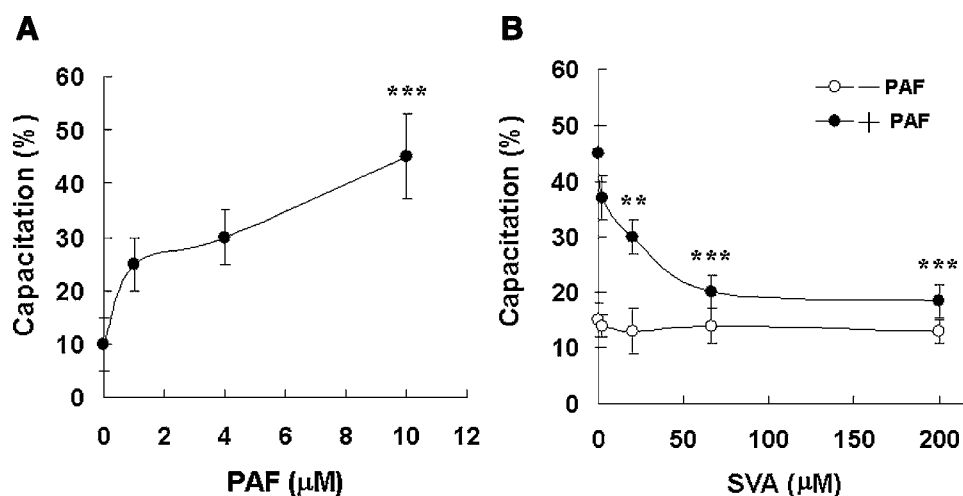 A
Capacitation (%)
60
50
40
30
20
10
0
***
0 2 4 6 8 10 12
PAF (μM)
B
Capacitation (%)
60
50
40
30
20
10
0
— PAF
+ PAF
**
***
***
0 50 100 150 200
SVA (μM)